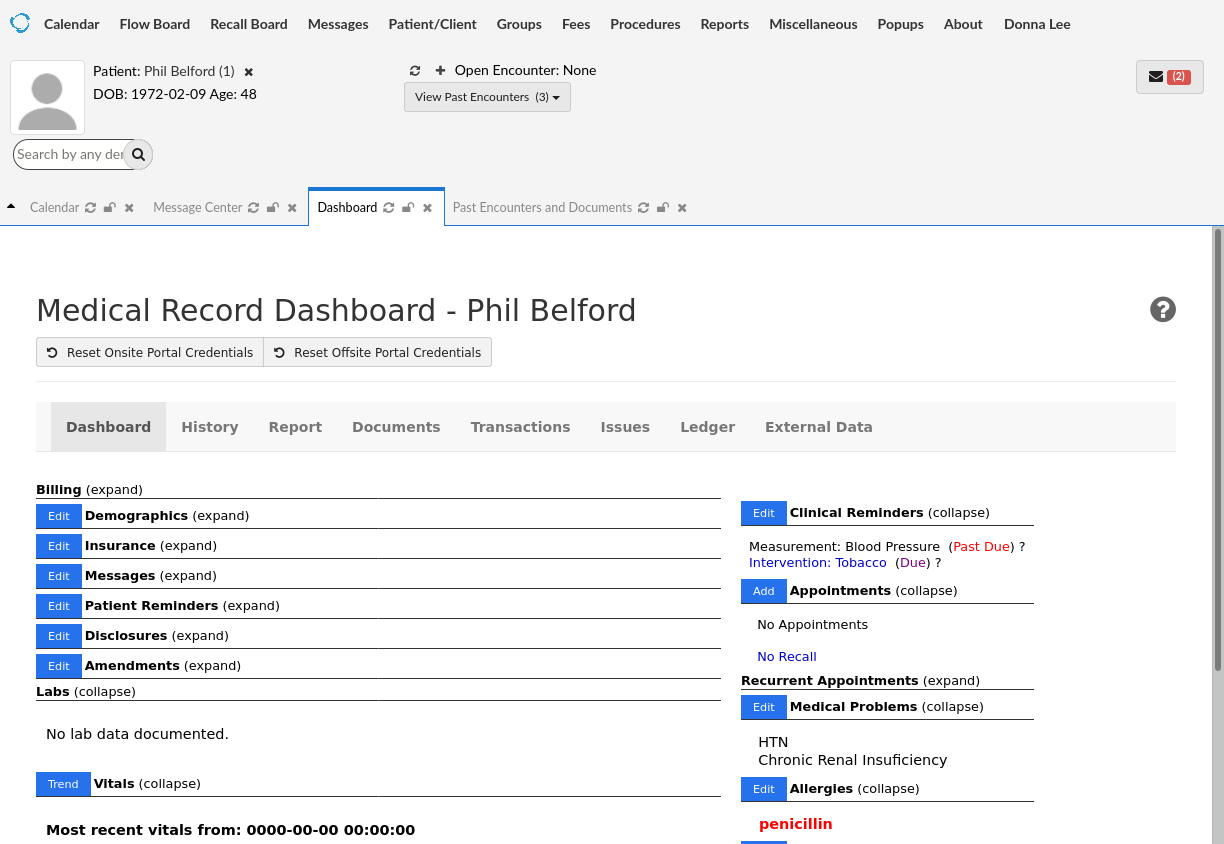 Calendar Flow Board Recall Board Messages Patient/Client Groups Fees Procedures Reports Miscellaneous Popups About Donna Lee
Patient: Phil Belford (1)
DOB: 1972-02-09 Age: 48
Open Encounter: None
View Past Encounters (3)
(2)
Search by any der
Calendar Message Center Dashboard Past Encounters and Documents
Medical Record Dashboard - Phil Belford
Reset Onsite Portal Credentials Reset Offsite Portal Credentials
Dashboard History Report Documents Transactions Issues Ledger External Data
Billing (expand)
Edit Demographics (expand)
Edit Insurance (expand)
Edit Messages (expand)
Edit Patient Reminders (expand)
Edit Disclosures (expand)
Edit Amendments (expand)
Labs (collapse)
No lab data documented.
Trend Vitals (collapse)
Most recent vitals from: 0000-00-00 00:00:00
Edit Clinical Reminders (collapse)
Measurement: Blood Pressure (Past Due) ?
Intervention: Tobacco (Due) ?
Add Appointments (collapse)
No Appointments
No Recall
Recurrent Appointments (expand)
Edit Medical Problems (collapse)
HTN
Chronic Renal Insuficiency
Edit Allergies (collapse)
penicillin